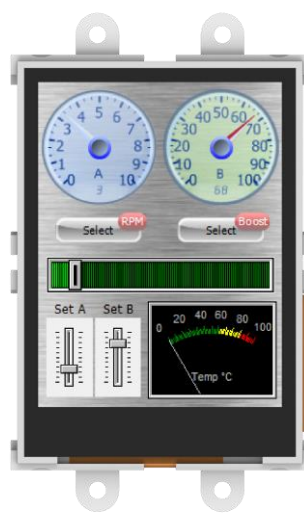 0 1 2 3 4 5 6 7 8 9 10
A
3
0 10 20 30 40 50 60 70 80 90 100
B
68
Select RPM
Select Boost
Set A Set B
0 20 40 60 80 100
Temp °C